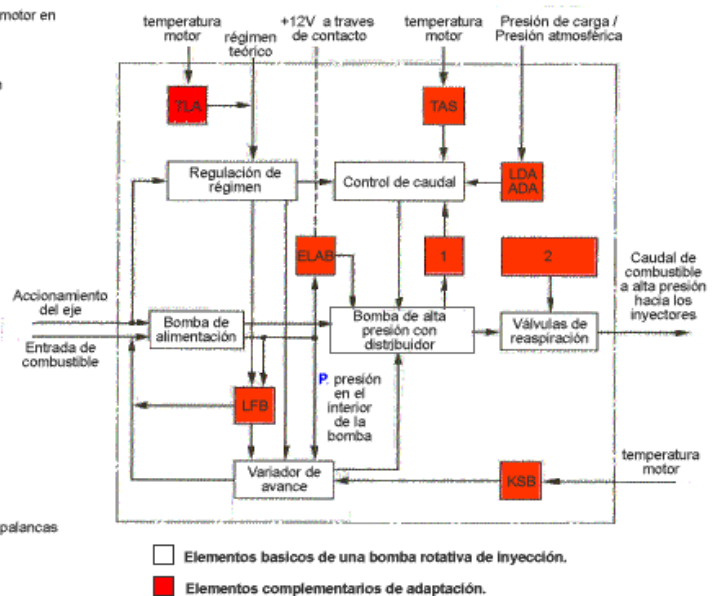 motor en
temperatura
motor
régimen
teórico
+12V a traves
de contacto
temperatura
motor
Presión de carga /
Presión atmosfèrica
TLA
TAS
Regulación de
régimen
Control de caudal
LDA
ADA
ELAB
1
2
Caudal de
combustible
a alta presión
hacia los
inyectores
Accionamiento
del eje
Entrada de
combustible
Bomba de
alimentación
Bomba de alta
presión con
distribuidor
Válvulas de
reaspiración
P. presión
en el
interior
de la
bomba
LFB
Variador de
avance
KSB
temperatura
motor
palancas
Elementos basicos de una bomba rotativa de inyección.
Elementos complementarios de adaptación.